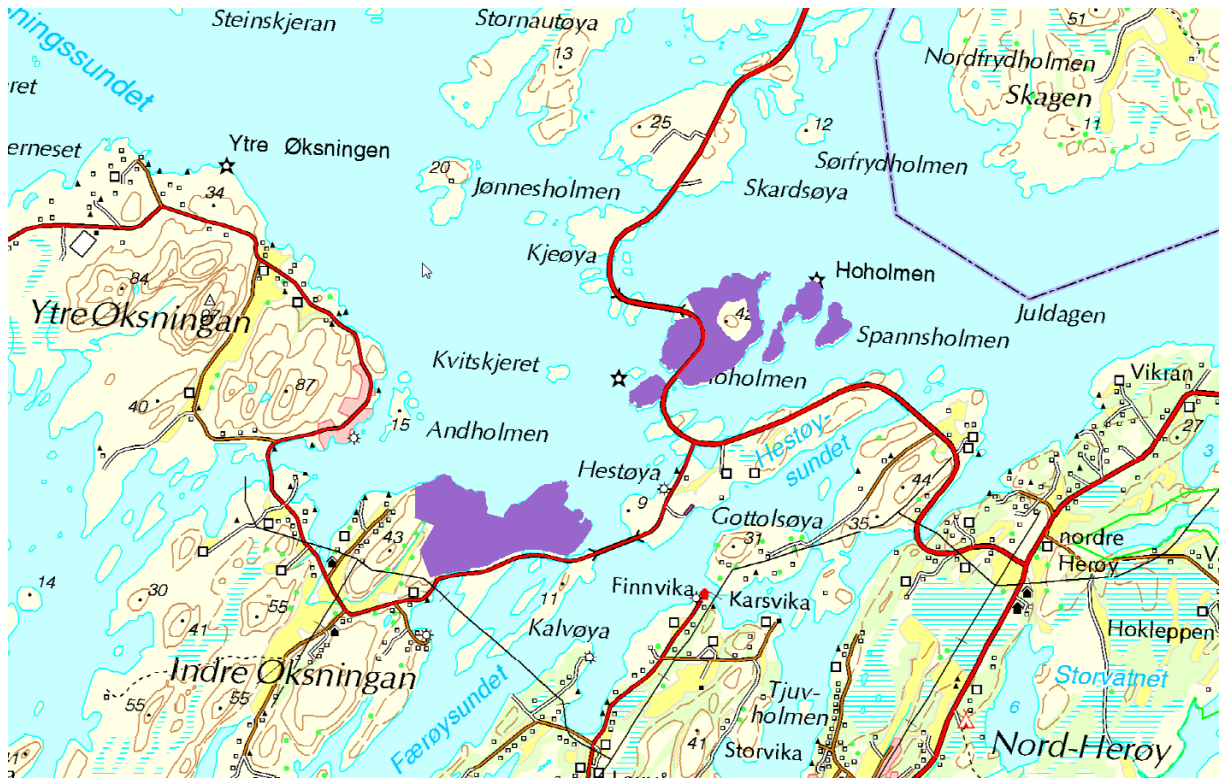 Steinskjeran
Stornautøya
51
ningssundet
13
Nordfrydholmen
Skagen
ret
25
12
11
erneset
Ytre Øksningen
20
Sørfrydholmen
Jønnesholmen
Skardsøya
34
Kjeøya
Hoholmen
84
Juldagen
Ytre Øksningan
42
Spannsholmen
Kvitskjeret
oholmen
Vikran
87
40
15
Andholmen
Hestøy-
sundet
27
3
Hestøya
44
9
Gottolsøya
35
43
31
nordre
Herøy
V
14
30
55
11
Finnvika
Karsvika
41
Kalvøya
Hokleppen
Indre Øksningan
55
55
7
Færøysundet
Tjuv-
holmen
Storvatnet
6
41
Storvika
Nord-Herøy